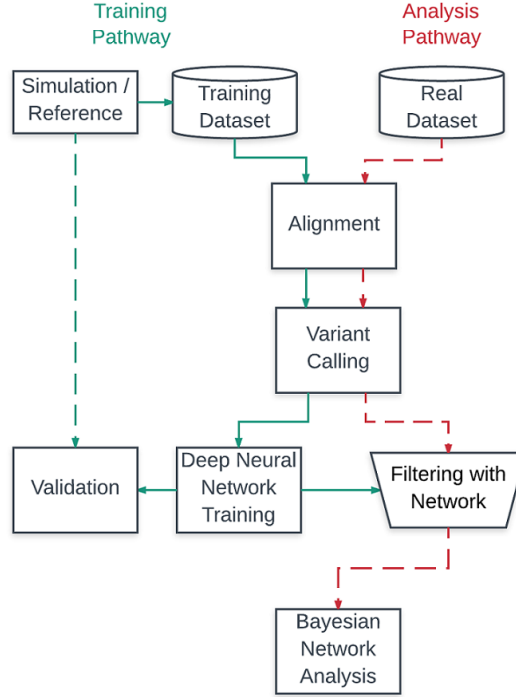 Training
Pathway
Analysis
Pathway
Simulation /
Reference
Training
Dataset
Real
Dataset
Alignment
Variant
Calling
Validation
Deep Neural
Network
Training
Filtering with
Network
Bayesian
Network
Analysis